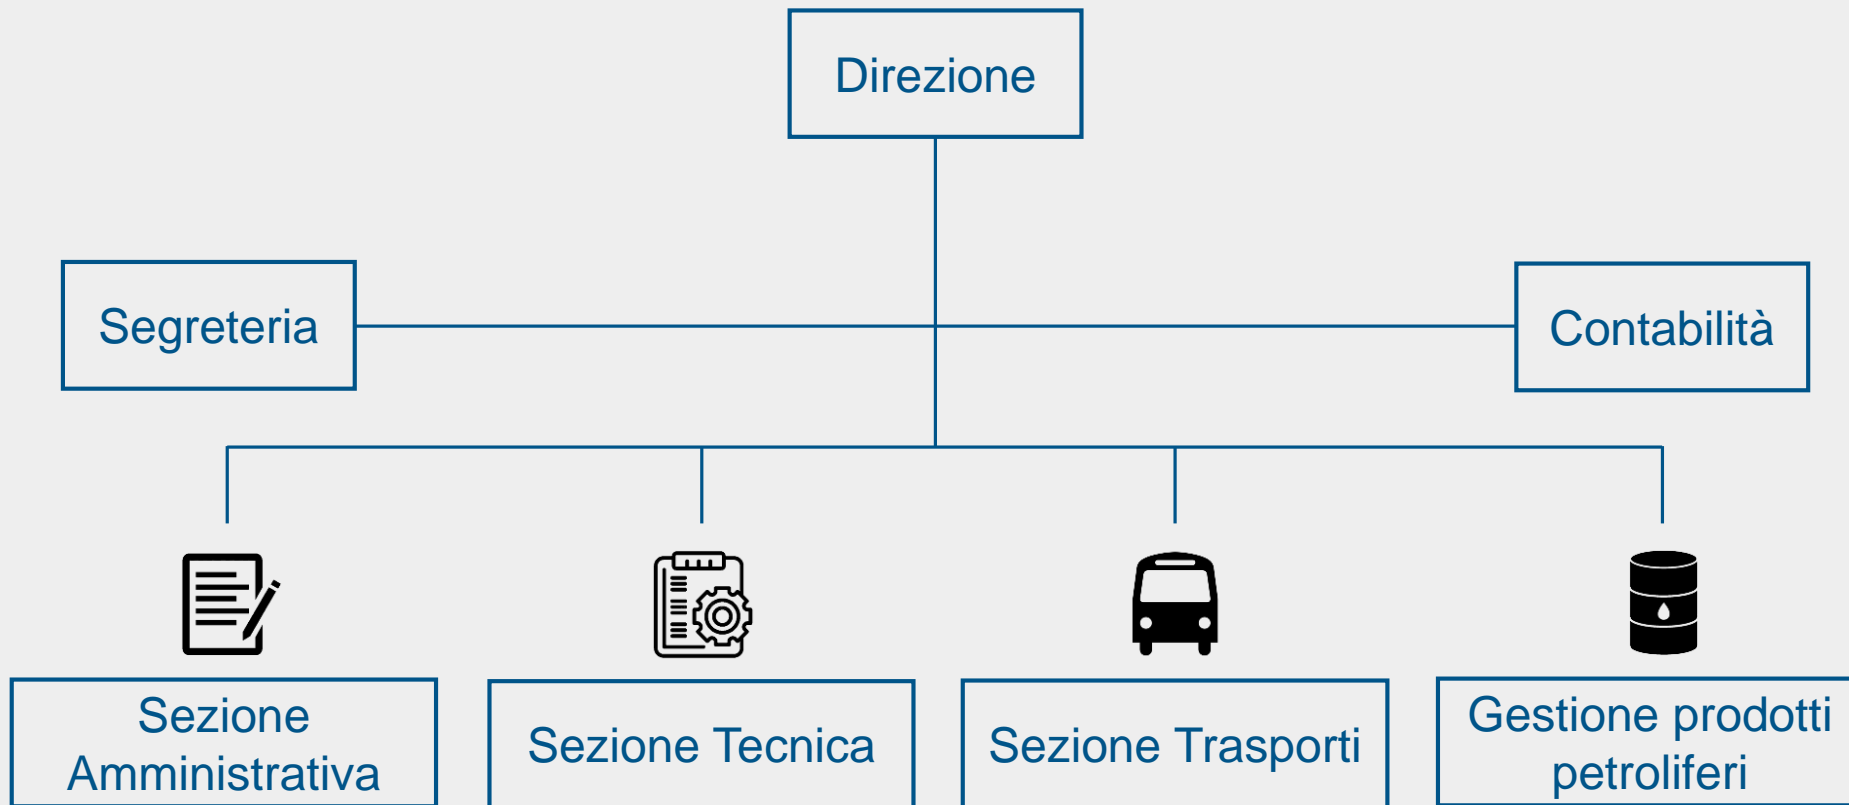 Direzione
Segreteria
Contabilità
Sezione
Amministrativa
Sezione Tecnica
Sezione Trasporti
Gestione prodotti
petroliferi